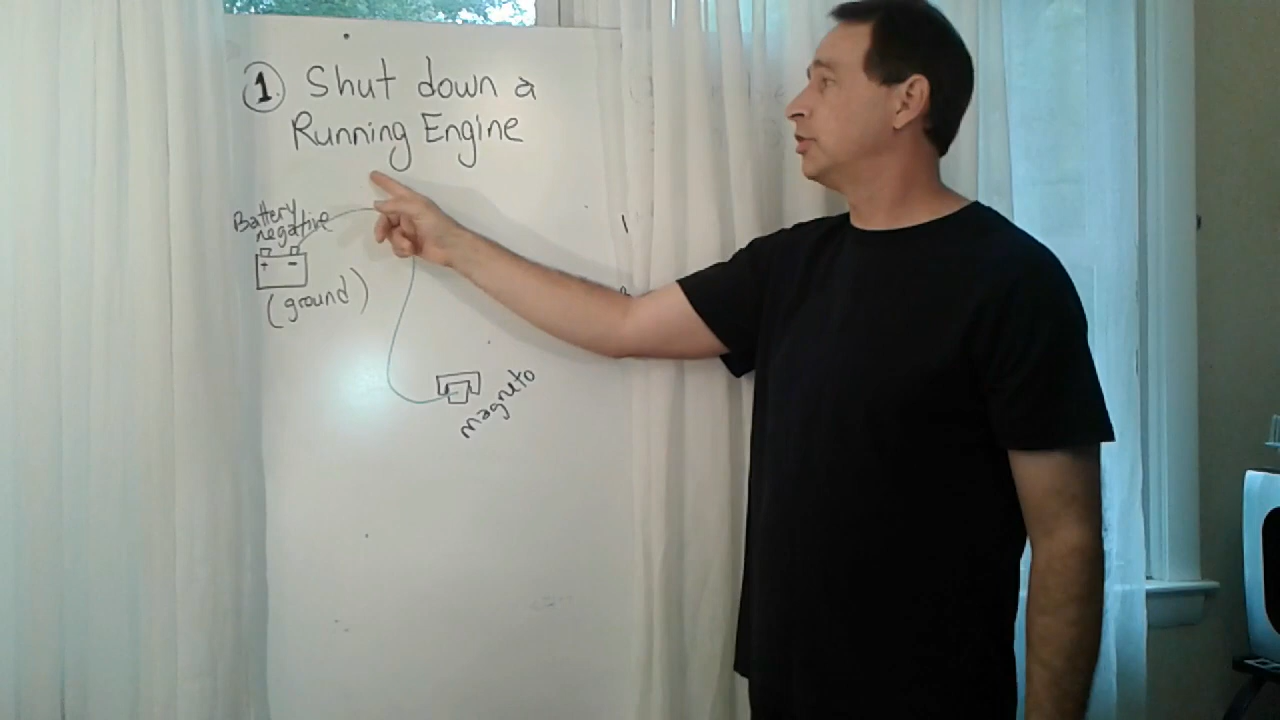 1 Shut down a
Running Engine
Battery
negative
+ -
(ground)
magneto